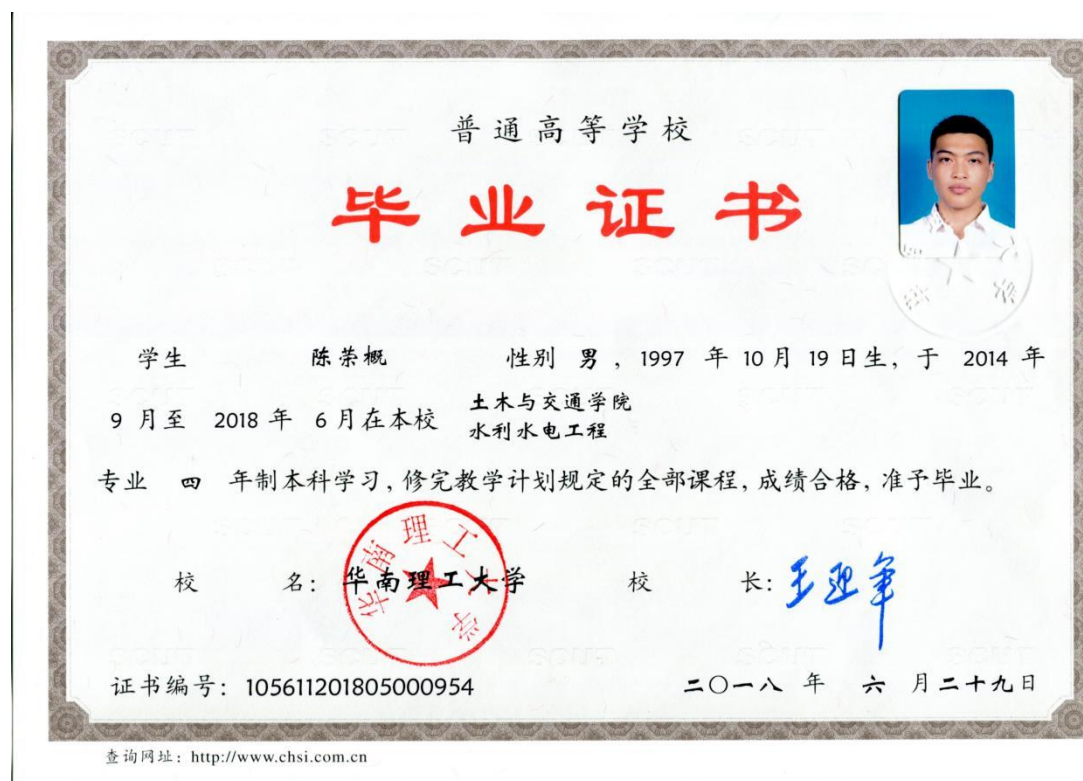 普通高等学校
毕业证书
学生 陈荣概 性别 男，1997 年 10 月 19 日生，于 2014 年
9 月至 2018 年 6 月在本校 土木与交通学院
水利水电工程
专业 四 年制本科学习，修完教学计划规定的全部课程，成绩合格，准予毕业。
校 名：华南理工大学 校 长：王迎军
华南理工大学
证书编号：105611201805000954 二〇一八 年 六 月二十九日
查询网址：http://www.chsi.com.cn